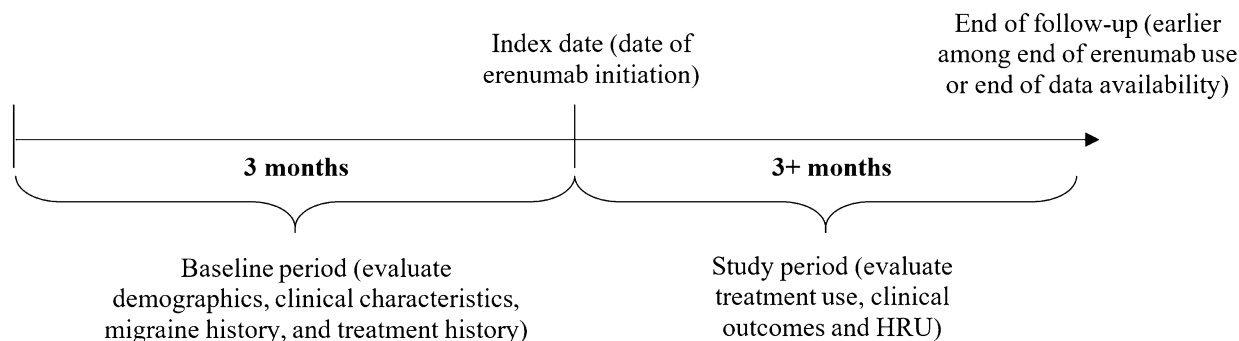 End of follow-up (earlier
among end of erenumab use
or end of data availability)
Index date (date of
erenumab initiation)
3 months
3+ months
Baseline period (evaluate
demographics, clinical characteristics,
migraine history, and treatment history)
Study period (evaluate
treatment use, clinical
outcomes and HRU)